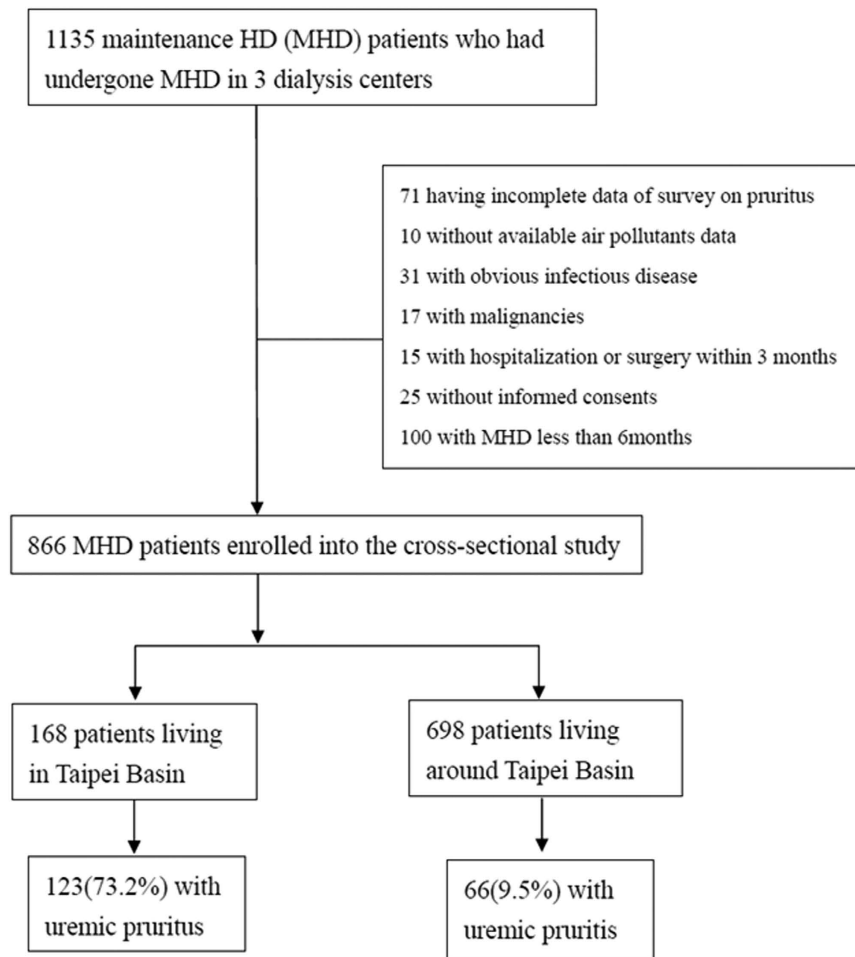 1135 maintenance HD (MHD) patients who had
undergone MHD in 3 dialysis centers
71 having incomplete data of survey on pruritus
10 without available air pollutants data
31 with obvious infectious disease
17 with malignancies
15 with hospitalization or surgery within 3 months
25 without informed consents
100 with MHD less than 6months
866 MHD patients enrolled into the cross-sectional study
168 patients living
in Taipei Basin
698 patients living
around Taipei Basin
123(73.2%) with
uremic pruritus
66(9.5%) with
uremic pruritis